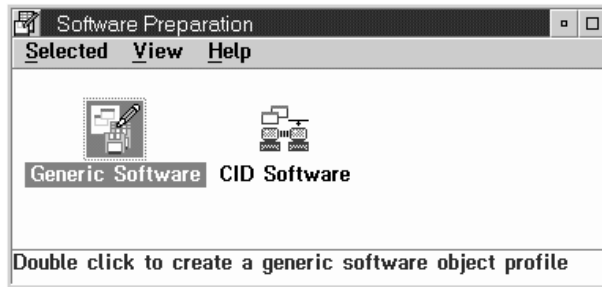 Software Preparation
Selected View Help
Generic Software CID Software
Double click to create a generic software object profile